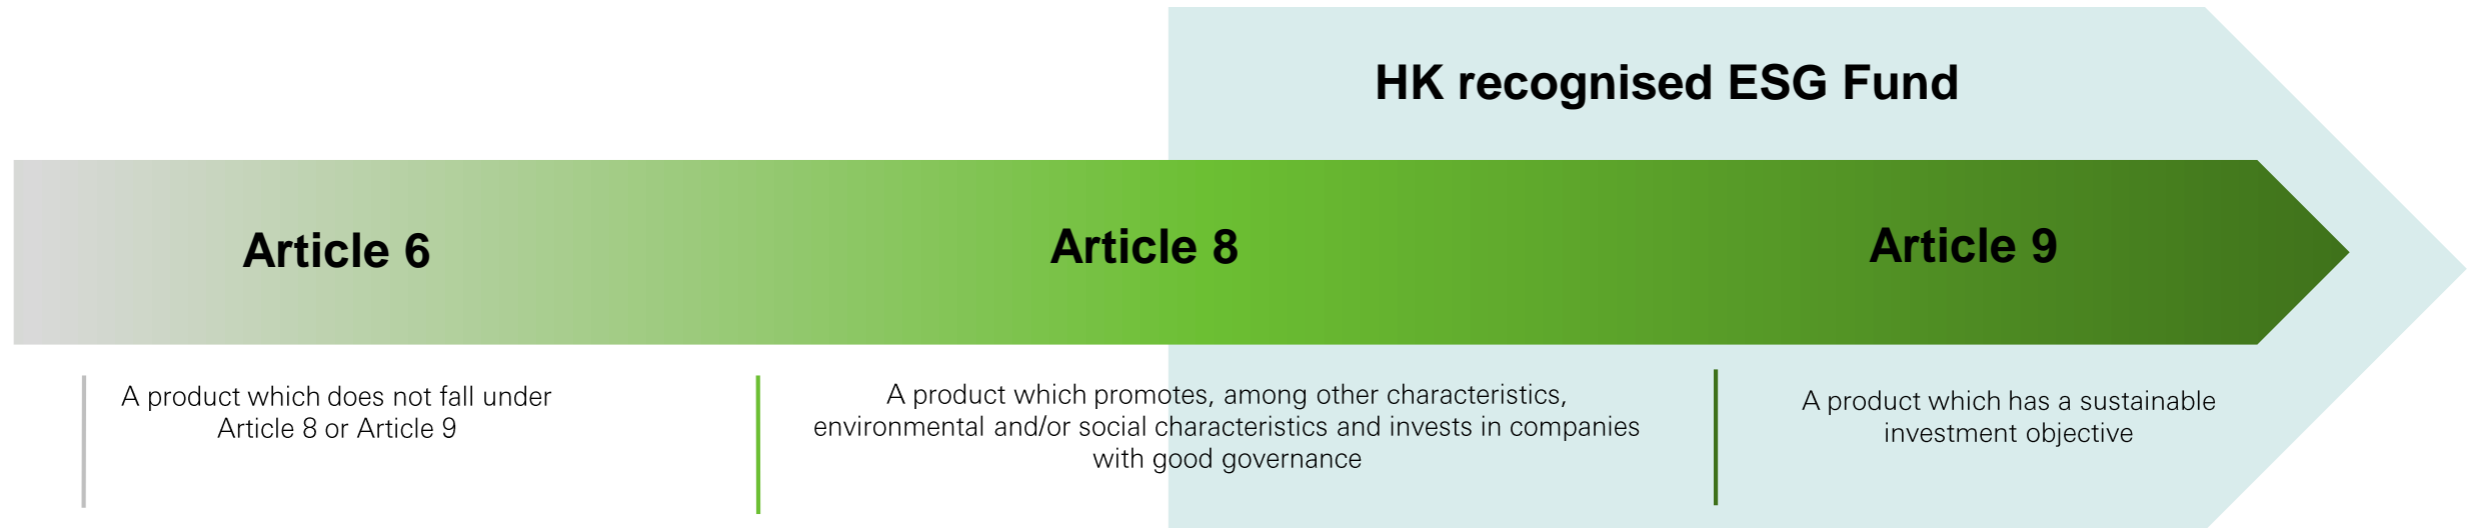 HK recognised ESG Fund
Article 6
Article 8
Article 9
A product which does not fall under
Article 8 or Article 9
A product which promotes, among other characteristics,
environmental and/or social characteristics and invests in companies
with good governance
A product which has a sustainable
investment objective